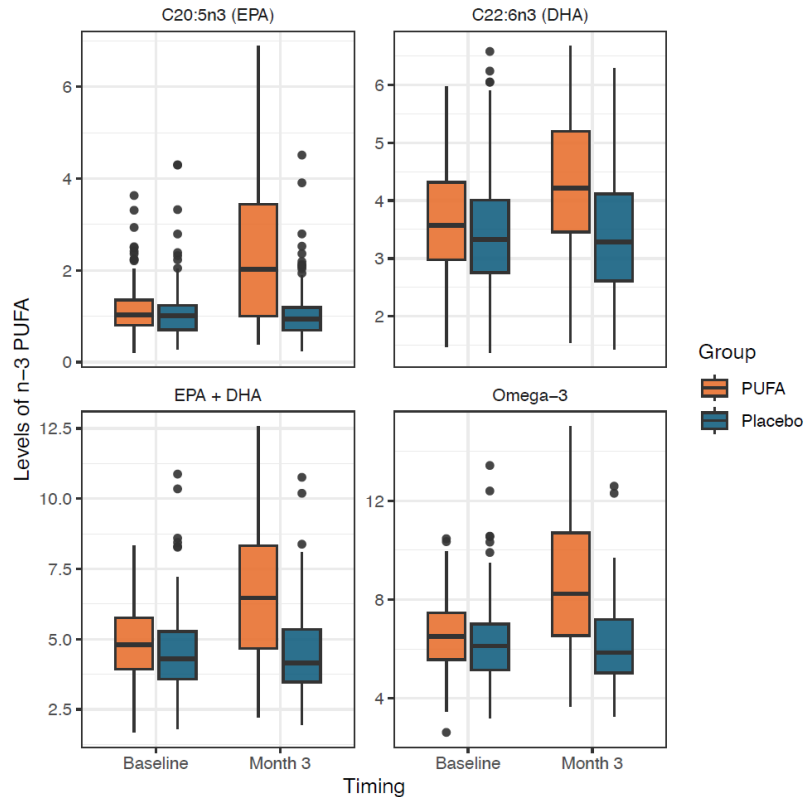 C20:5n3 (EPA)
C22:6n3 (DHA)
6
4
2
0
6
5
4
3
2
EPA + DHA
Omega−3
12.5
10.0
7.5
5.0
2.5
12
8
4
Baseline
Month 3
Baseline
Month 3
Timing
Levels of n−3 PUFA
Group
PUFA
Placebo